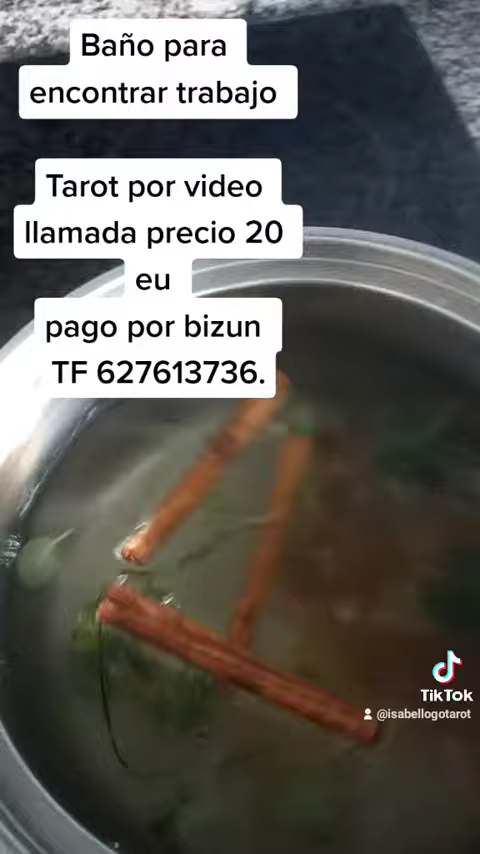 Baño para
encontrar trabajo
Tarot por video
llamada precio 20
eu
pago por bizun
TF 627613736.
TikTok
@isabellogotarot